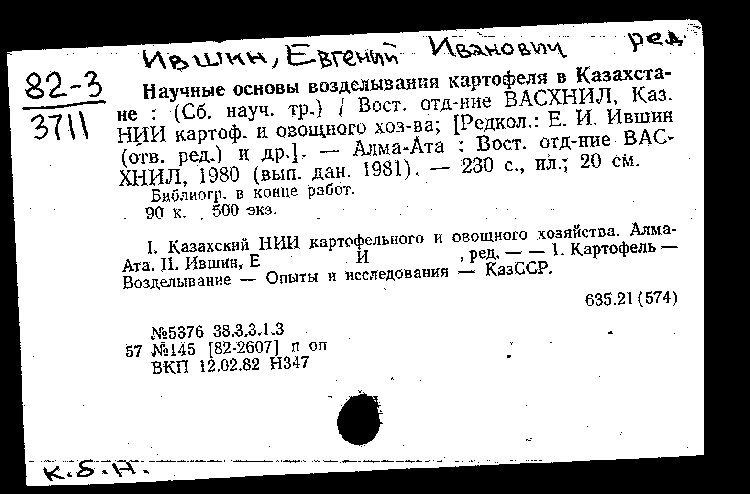 Ившин, Евгений Иванович ред.
82-3
3711
Научные основы возделывания картофеля в Казахста-
не : (Сб. науч. тр.) / Вост. отд-ние ВАСХНИЛ, Каз.
НИИ картоф. и овощного хоз-ва; [Редкол.: Е. И. Ившин
(отв. ред.) и др.]. — Алма-Ата : Вост. отд-ние ВАС-
ХНИЛ, 1980 (вып. дан. 1981). — 230 с., ил.; 20 см.
Библиогр. в конце работ.
90 к. 500 экз.
I. Казахский НИИ картофельного и овощного хозяйства. Алма-
Ата. II. Ившин, Е И , ред. — — 1. Картофель —
Возделывание — Опыты и исследования — КазССР.
635.21(574)
№5376 38.3.3.1.3
57 №145 [82-2607] п оп
ВКП 12.02.82 Н347
к.б.н.